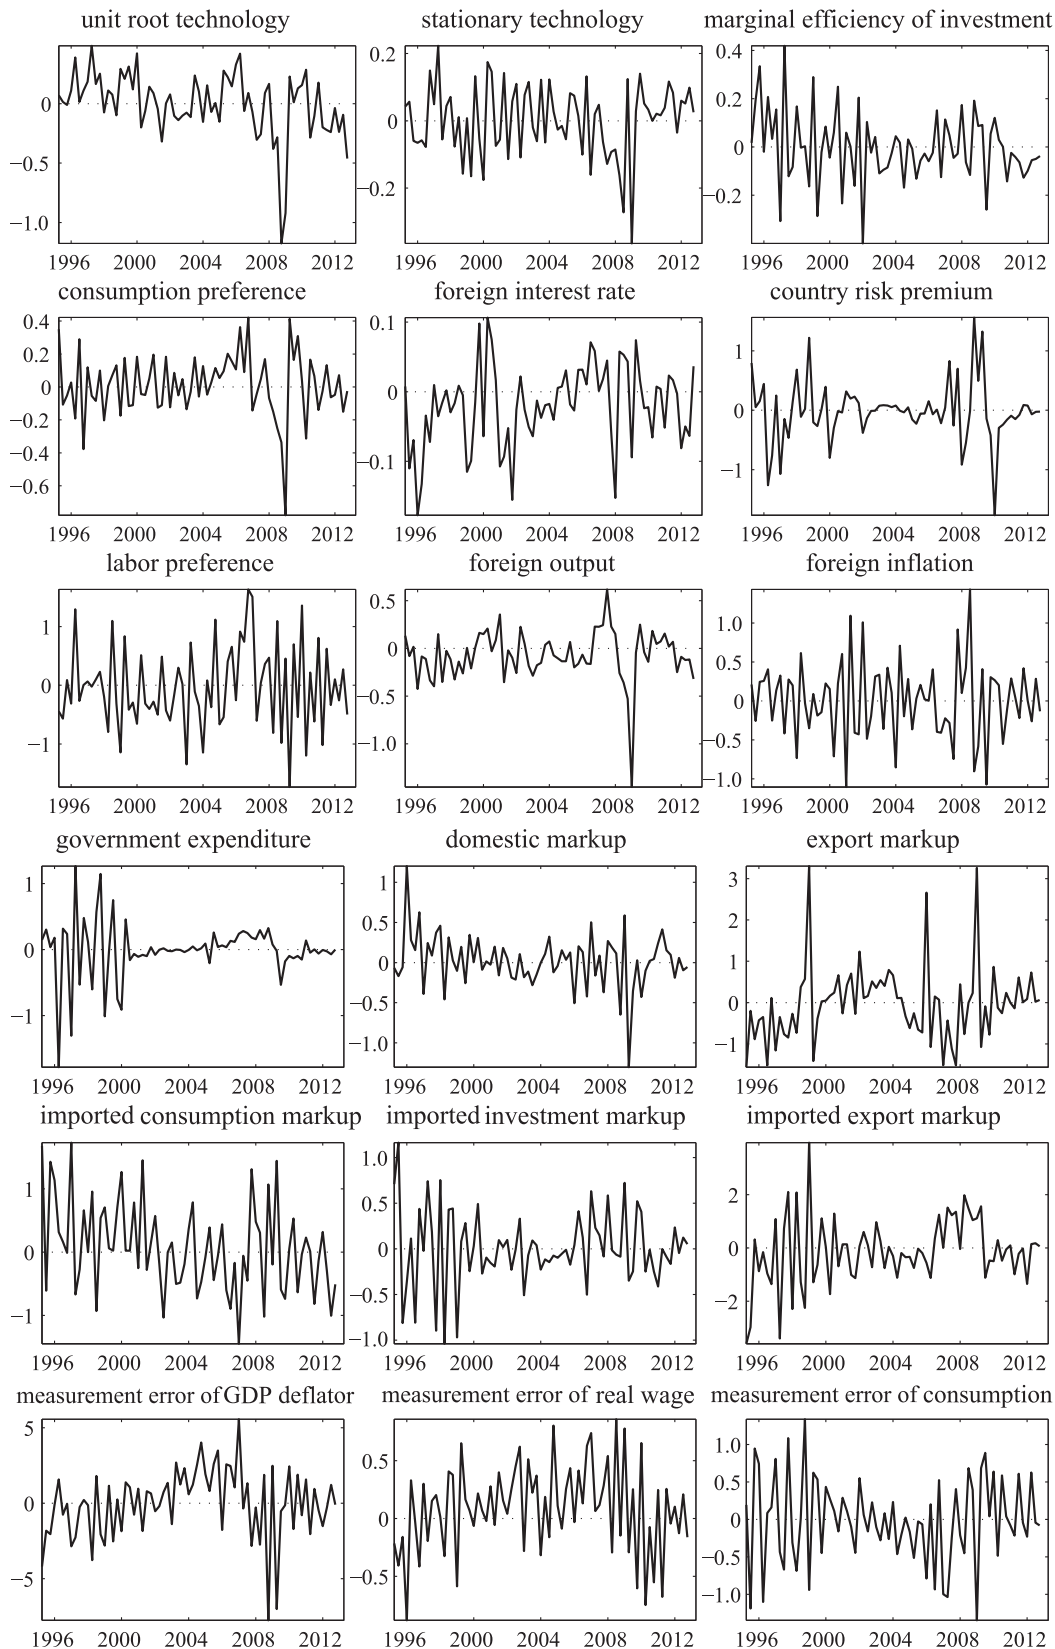 unit root technology
stationary technology
marginal efficiency of investment
0
−0.5
−1.0
1996 2000 2004 2008 2012
0.2
0
−0.2
1996 2000 2004 2008 2012
0.4
0.2
0
−0.2
1996 2000 2004 2008 2012
consumption preference
foreign interest rate
country risk premium
0.4
0.2
0
−0.2
−0.4
−0.6
1996 2000 2004 2008 2012
0.1
0
−0.1
1996 2000 2004 2008 2012
1
0
−1
1996 2000 2004 2008 2012
labor preference
foreign output
foreign inflation
1
0
−1
1996 2000 2004 2008 2012
0.5
0
−0.5
−1.0
1996 2000 2004 2008 2012
1.0
0.5
0
−0.5
−1.0
1996 2000 2004 2008 2012
government expenditure
domestic markup
export markup
1
0
−1
1996 2000 2004 2008 2012
1
0.5
0
−0.5
−1.0
1996 2000 2004 2008 2012
3
2
1
0
−1
1996 2000 2004 2008 2012
imported consumption markup
imported investment markup
imported export markup
1
0
−1
1996 2000 2004 2008 2012
1.0
0.5
0
−0.5
−1.0
1996 2000 2004 2008 2012
2
0
−2
1996 2000 2004 2008 2012
measurement error of GDP deflator
measurement error of real wage
measurement error of consumption
5
0
−5
1996 2000 2004 2008 2012
0.5
0
−0.5
1996 2000 2004 2008 2012
1.0
0.5
0
−0.5
−1.0
1996 2000 2004 2008 2012